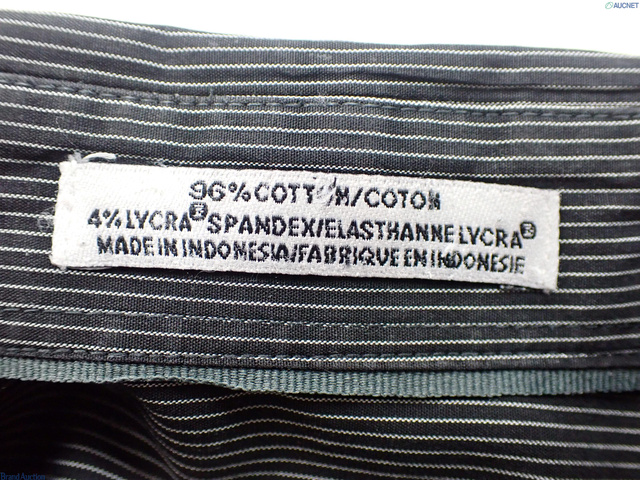 AUCNET
96% COTTON/COTON
4% LYCRA® SPANDEX/ELASTHANNE LYCRA®
MADE IN INDONESIA/FABRIQUE EN INDONESIE
Brand Auction